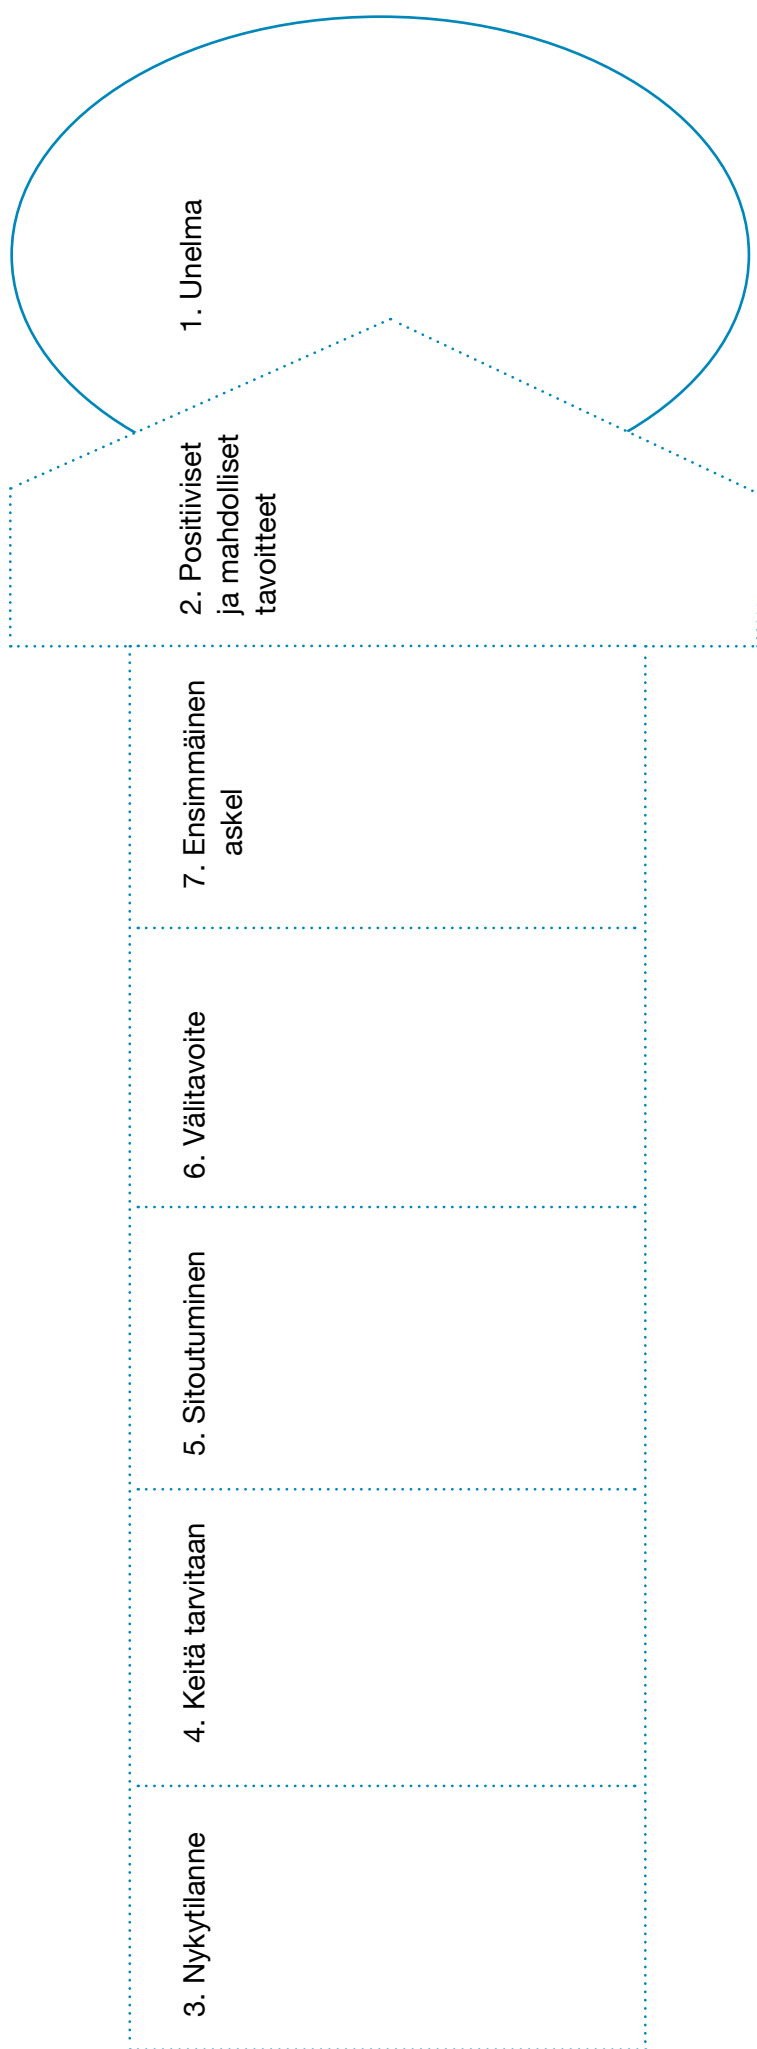 3. Nykytilanne
4. Keitä tarvitaan
5. Sitoutuminen
6. Välitavoite
7. Ensimmäinen
askel
2. Positiiviset
ja mahdolliset
tavoitteet
1. Unelma